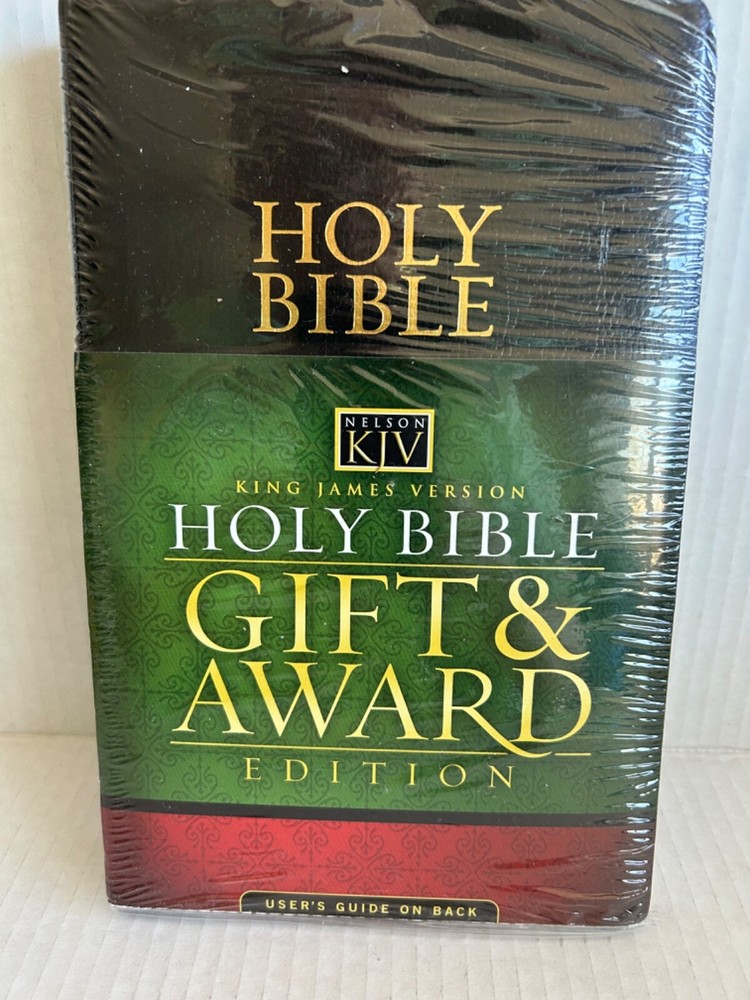 HOLY
BIBLE
NELSON
KJV
KING JAMES VERSION
HOLY BIBLE
GIFT &
AWARD
EDITION
USER'S GUIDE ON BACK